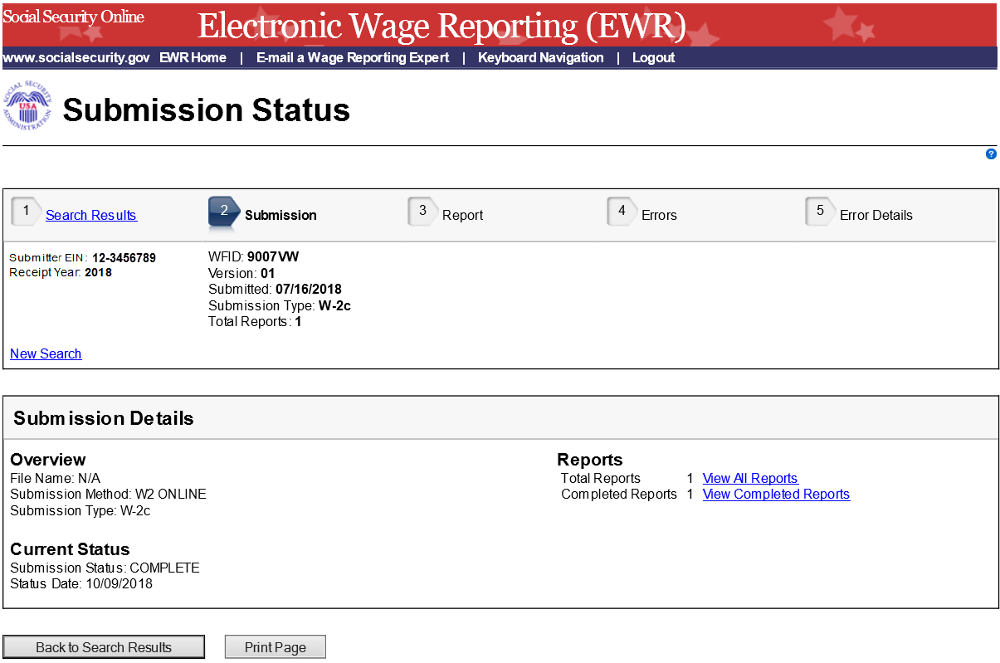 Social Security Online
Electronic Wage Reporting (EWR)
www.socialsecurity.gov EWR Home | E-mail a Wage Reporting Expert | Keyboard Navigation | Logout
SOCIAL SECURITY ADMINISTRATION
USA
Submission Status
?
1 Search Results
2 Submission
3 Report
4 Errors
5 Error Details
Submitter EIN: 12-3456789
Receipt Year: 2018
New Search
WFID: 9007VW
Version: 01
Submitted: 07/16/2018
Submission Type: W-2c
Total Reports: 1
Submission Details
Overview
File Name: N/A
Submission Method: W2 ONLINE
Submission Type: W-2c
Current Status
Submission Status: COMPLETE
Status Date: 10/09/2018
Reports
Total Reports 1 View All Reports
Completed Reports 1 View Completed Reports
Back to Search Results
Print Page